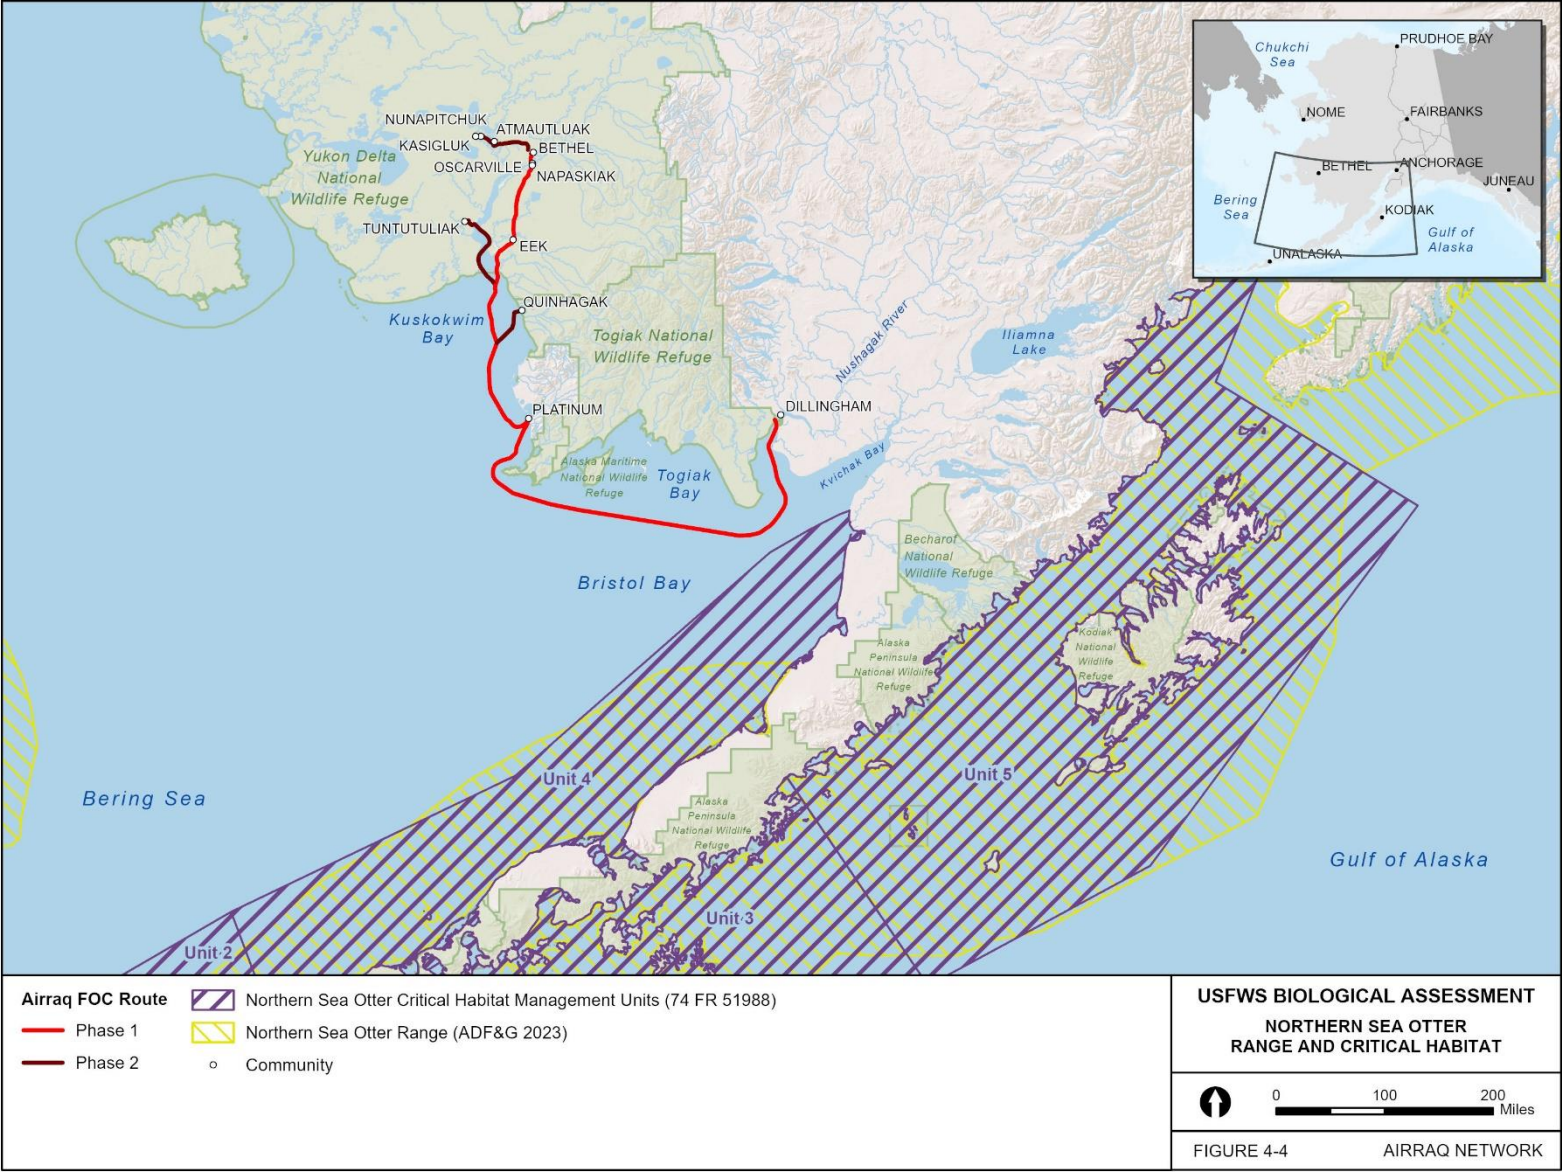 Chukchi
Sea
PRUDHOE BAY
NOME
FAIRBANKS
BETHEL
ANCHORAGE
JUNEAU
Bering
Sea
KODIAK
Gulf of
Alaska
UNALASKA
NUNAPITCHUK
ATMAUTLUAK
KASIGLUK
BETHEL
OSCARVILLE
NAPASKIAK
Yukon Delta
National
Wildlife Refuge
TUNTUTULIAK
EEK
QUINHAGAK
Kuskokwim
Bay
Togiak National
Wildlife Refuge
Nushagak River
Iliamna
Lake
PLATINUM
DILLINGHAM
Alaska Maritime
National Wildlife
Refuge
Togiak
Bay
Kvichak Bay
Becharof
National
Wildlife Refuge
Bristol Bay
Alaska
Peninsula
National Wildlife
Refuge
Kodiak
National
Wildlife
Refuge
Unit 4
Unit 5
Bering Sea
Alaska
Peninsula
National Wildlife
Refuge
Gulf of Alaska
Unit 3
Unit 2
Airraq FOC Route
Phase 1
Phase 2
Northern Sea Otter Critical Habitat Management Units (74 FR 51988)
Northern Sea Otter Range (ADF&G 2023)
Community
USFWS BIOLOGICAL ASSESSMENT
NORTHERN SEA OTTER
RANGE AND CRITICAL HABITAT
0 100 200
Miles
FIGURE 4-4 AIRRAQ NETWORK